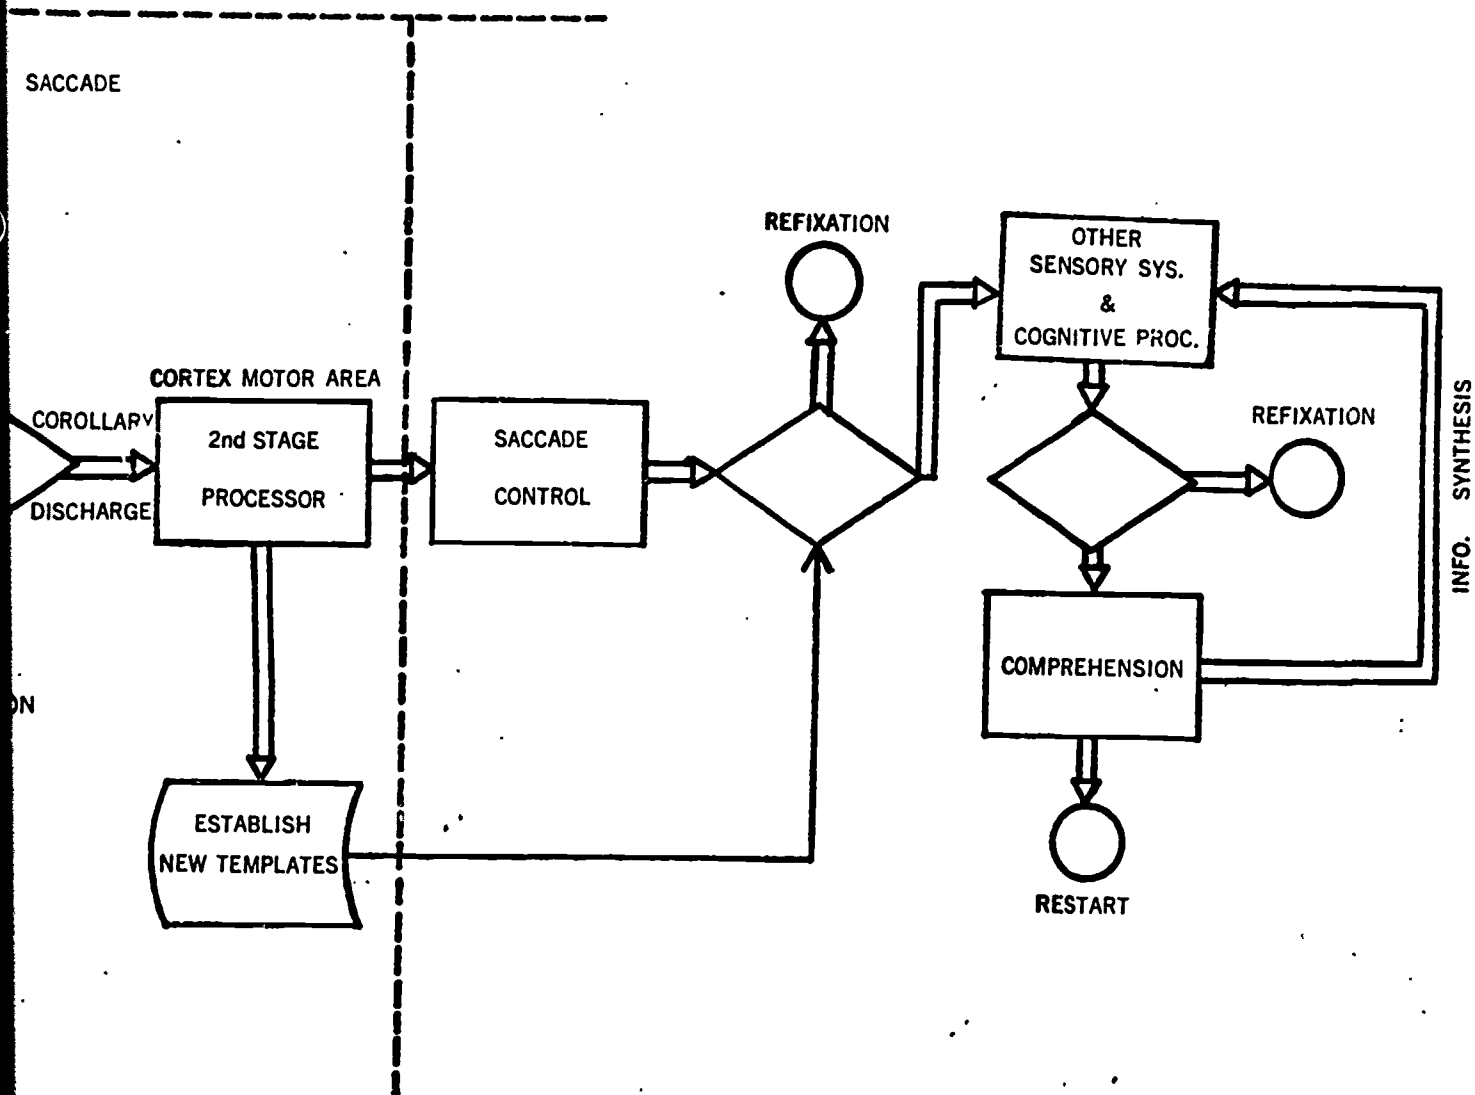 SACCADE
REFIXATION
OTHER
SENSORY SYS.
&
COGNITIVE PROC.
CORTEX MOTOR AREA
COROLLARY
DISCHARGE
2nd STAGE
PROCESSOR
SACCADE
CONTROL
REFIXATION
INFO. SYNTHESIS
COMPREHENSION
ESTABLISH
NEW TEMPLATES
RESTART